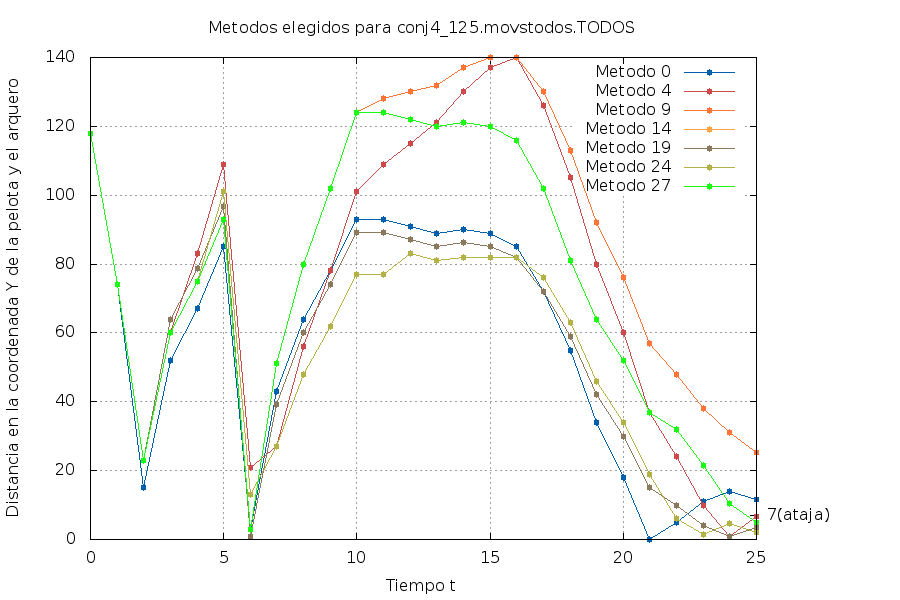 Metodos elegidos para conj4_125.movstodos.TODOS
Distancia en la coordenada Y de la pelota y el arquero
140
120
100
80
60
40
20
0
Metodo 0
Metodo 4
Metodo 9
Metodo 14
Metodo 19
Metodo 24
Metodo 27
7(ataja)
0
5
10
15
20
25
Tiempo t